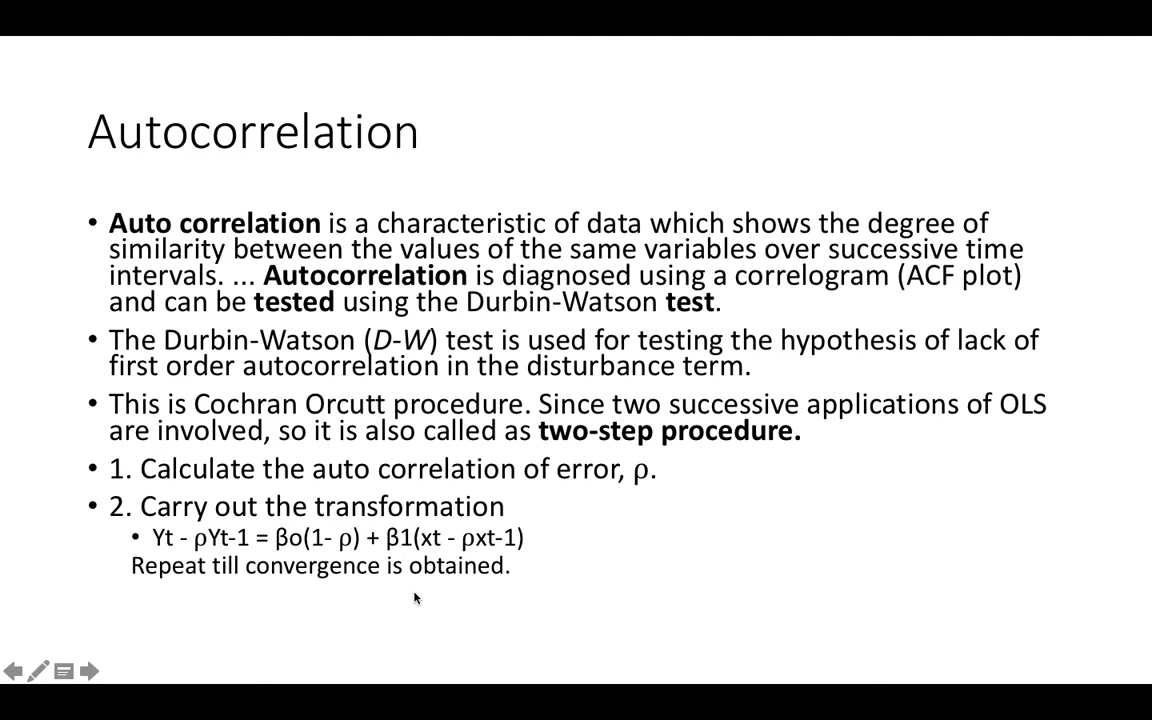 Autocorrelation
• Auto correlation is a characteristic of data which shows the degree of
similarity between the values of the same variables over successive time
intervals. ... Autocorrelation is diagnosed using a correlogram (ACF plot)
and can be tested using the Durbin-Watson test.
• The Durbin-Watson (D-W) test is used for testing the hypothesis of lack of
first order autocorrelation in the disturbance term.
• This is Cochran Orcutt procedure. Since two successive applications of OLS
are involved, so it is also called as two-step procedure.
• 1. Calculate the auto correlation of error, ρ.
• 2. Carry out the transformation
• Yt - ρYt-1 = βo(1- ρ) + β1(xt - ρxt-1)
Repeat till convergence is obtained.